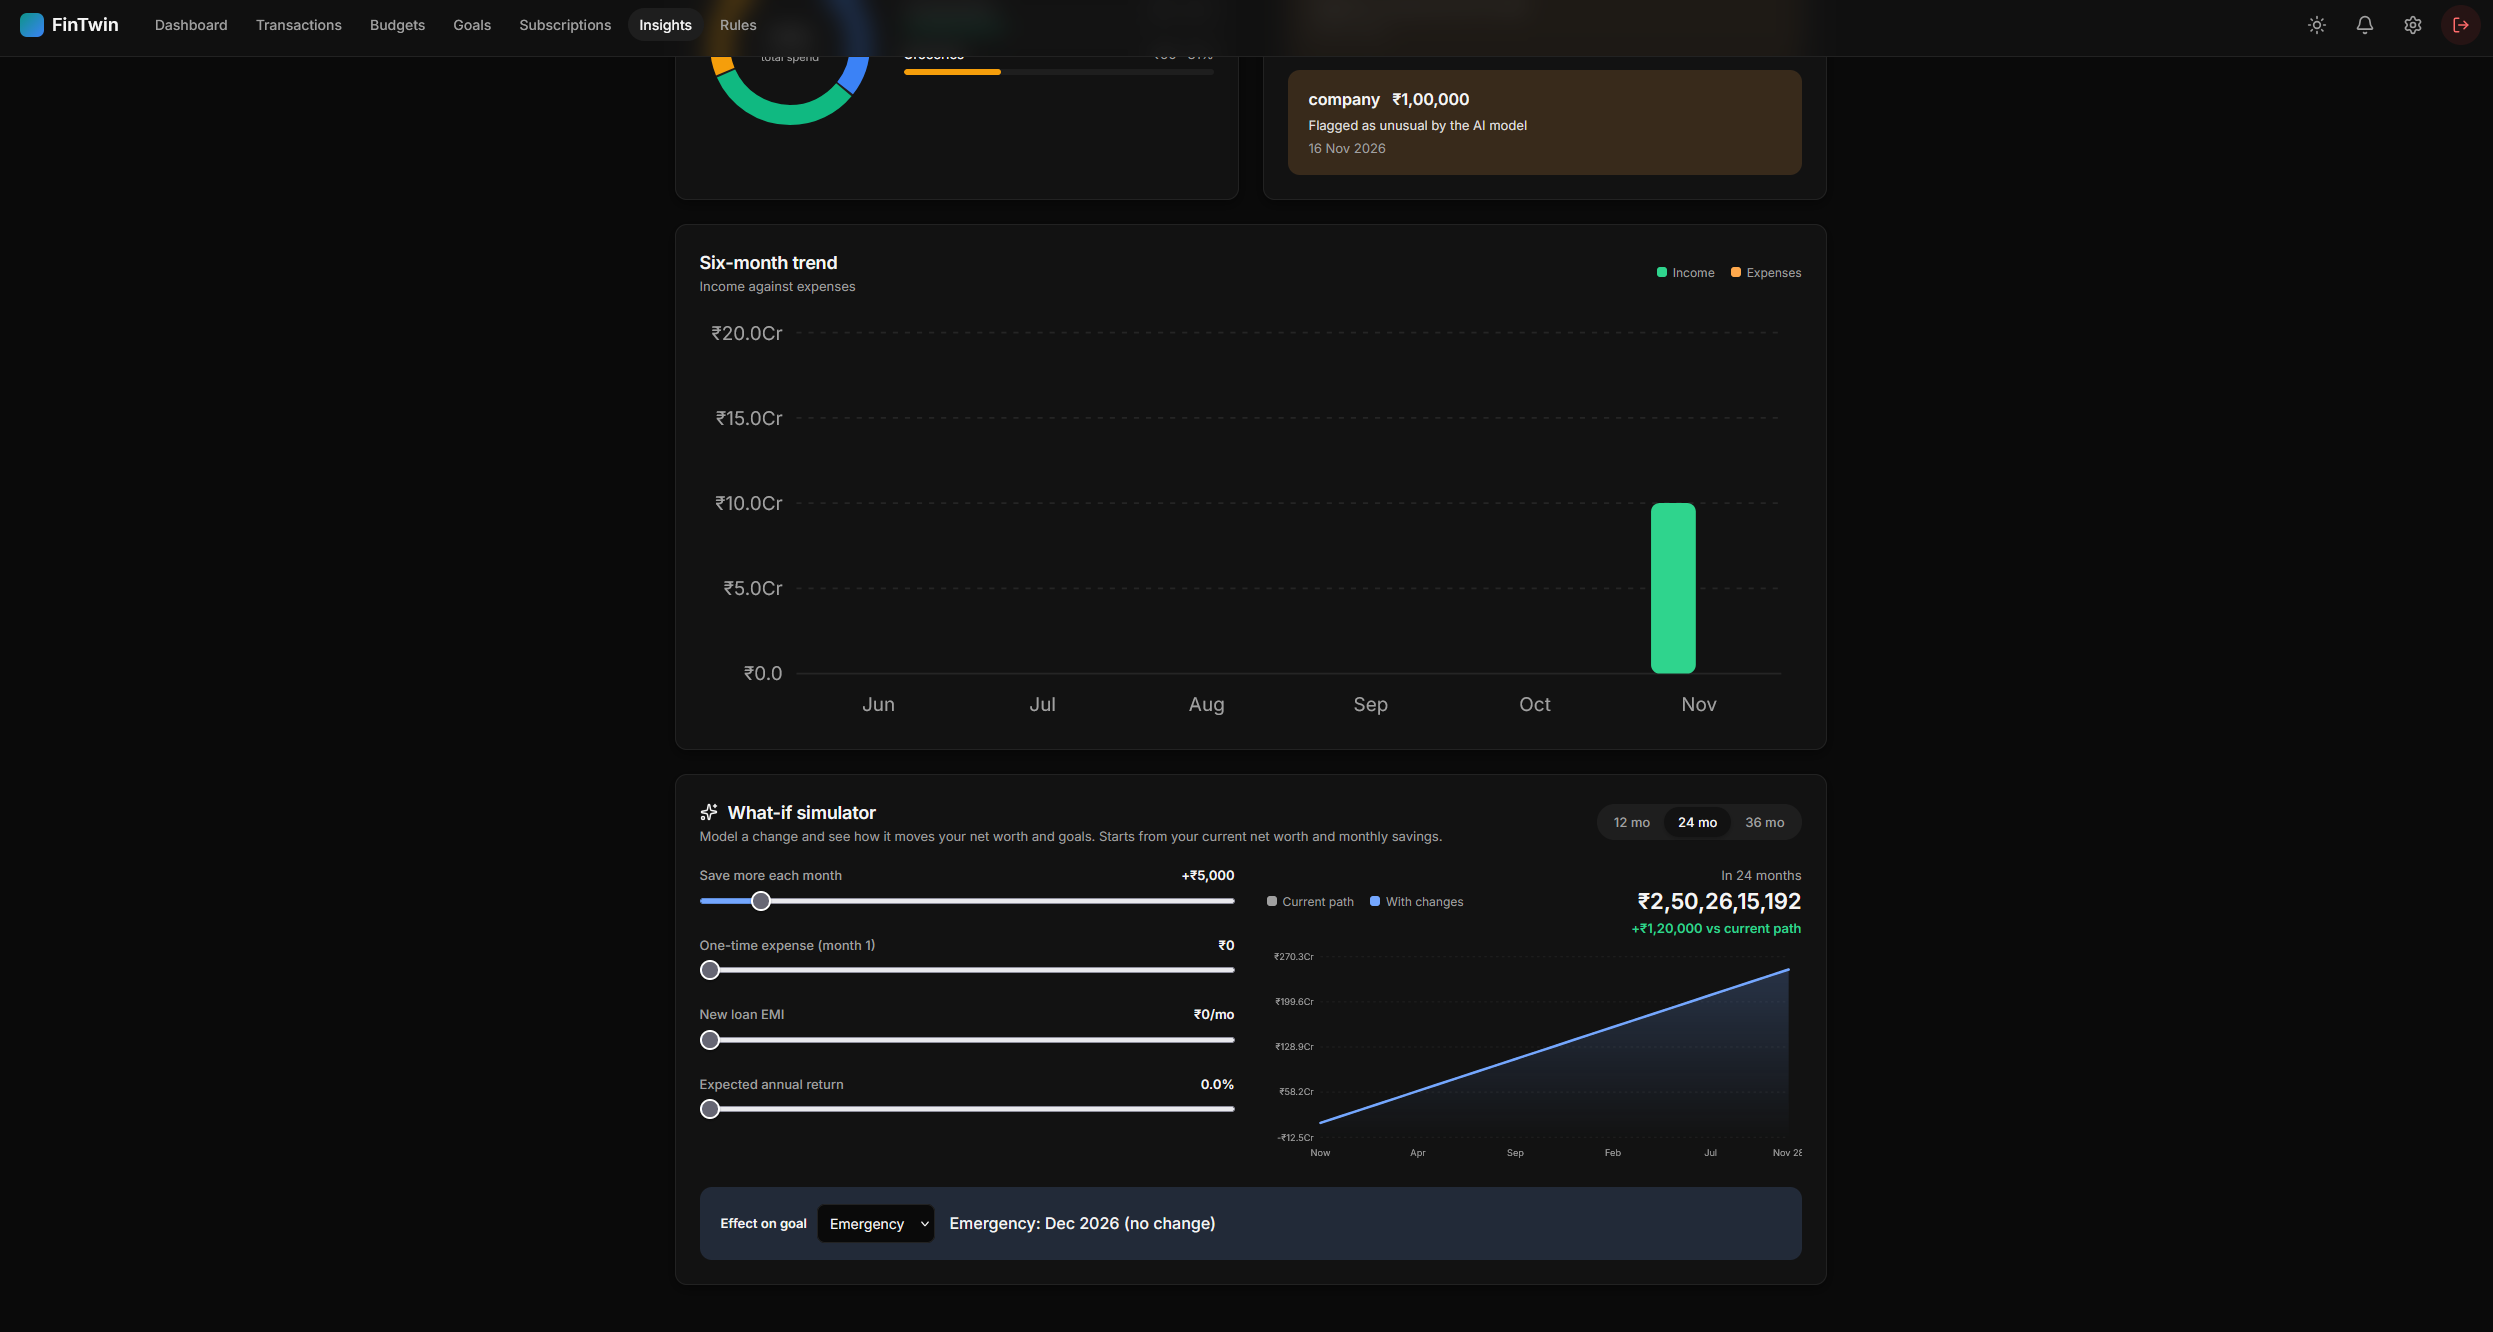 FinTwin
Dashboard
Transactions
Budgets
Goals
Subscriptions
Insights
Rules
total spend
Groceries
company ₹1,00,000
Flagged as unusual by the AI model
16 Nov 2026
Six-month trend
Income against expenses
Income
Expenses
₹20.0Cr
₹15.0Cr
₹10.0Cr
₹5.0Cr
₹0.0
Jun
Jul
Aug
Sep
Oct
Nov
What-if simulator
Model a change and see how it moves your net worth and goals. Starts from your current net worth and monthly savings.
12 mo
24 mo
36 mo
Save more each month
+₹5,000
One-time expense (month 1)
₹0
New loan EMI
₹0/mo
Expected annual return
0.0%
Current path
With changes
In 24 months
₹2,50,26,15,192
+₹1,20,000 vs current path
₹270.3Cr
₹199.6Cr
₹128.9Cr
₹58.2Cr
-₹12.5Cr
Now
Apr
Sep
Feb
Jul
Nov 28
Effect on goal
Emergency
Emergency: Dec 2026 (no change)